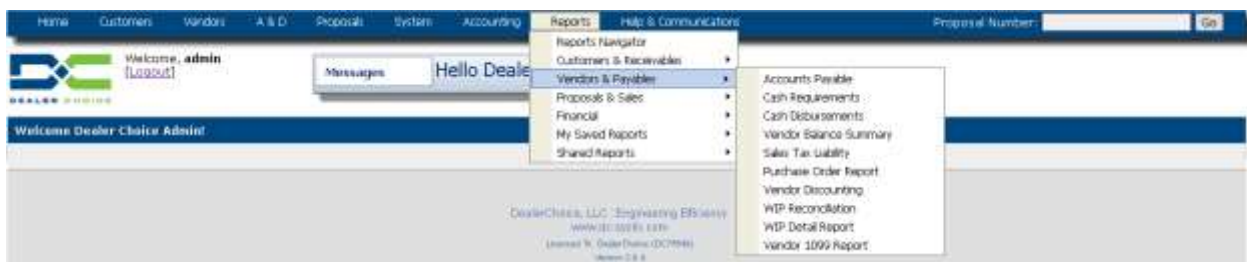 Home Customers Vendors A & D Proposals System Accounting Reports Help & Communications Proposal Number: Go
Reports Navigator
Customers & Receivables
Vendors & Payables
Proposals & Sales
Financial
My Saved Reports
Shared Reports
Accounts Payable
Cash Requirements
Cash Disbursements
Vendor Balance Summary
Sales Tax Liability
Purchase Order Report
Vendor Discounting
WIP Reconciliation
WIP Detail Report
Vendor 1099 Report
DC
DEALER CHOICE
Welcome, admin
[Logout]
Messages
Hello Deale
Welcome Dealer Choice Admin!
DealerChoice, LLC Engineering Efficiency